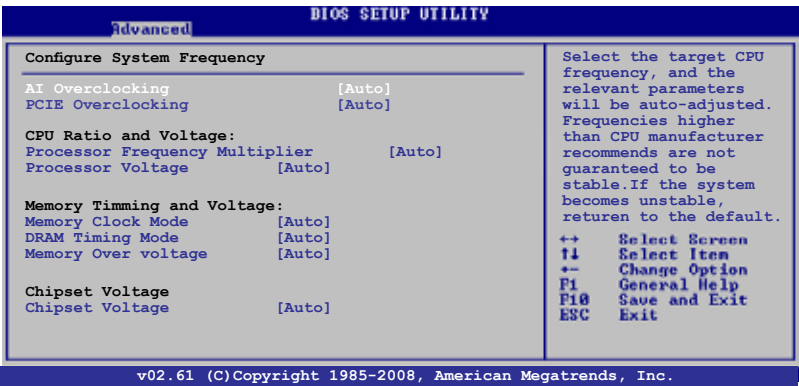 BIOS SETUP UTILITY
Advanced
Configure System Frequency
AI Overclocking [Auto]
PCIE Overclocking [Auto]
CPU Ratio and Voltage:
Processor Frequency Multiplier [Auto]
Processor Voltage [Auto]
Memory Timming and Voltage:
Memory Clock Mode [Auto]
DRAM Timing Mode [Auto]
Memory Over voltage [Auto]
Chipset Voltage
Chipset Voltage [Auto]
Select the target CPU
frequency, and the
relevant parameters
will be auto-adjusted.
Frequencies higher
than CPU manufacturer
recommends are not
guaranteed to be
stable.If the system
becomes unstable,
returen to the default.
←→ Select Screen
↑↓ Select Item
+- Change Option
F1 General Help
F10 Save and Exit
ESC Exit
v02.61 (C)Copyright 1985-2008, American Megatrends, Inc.